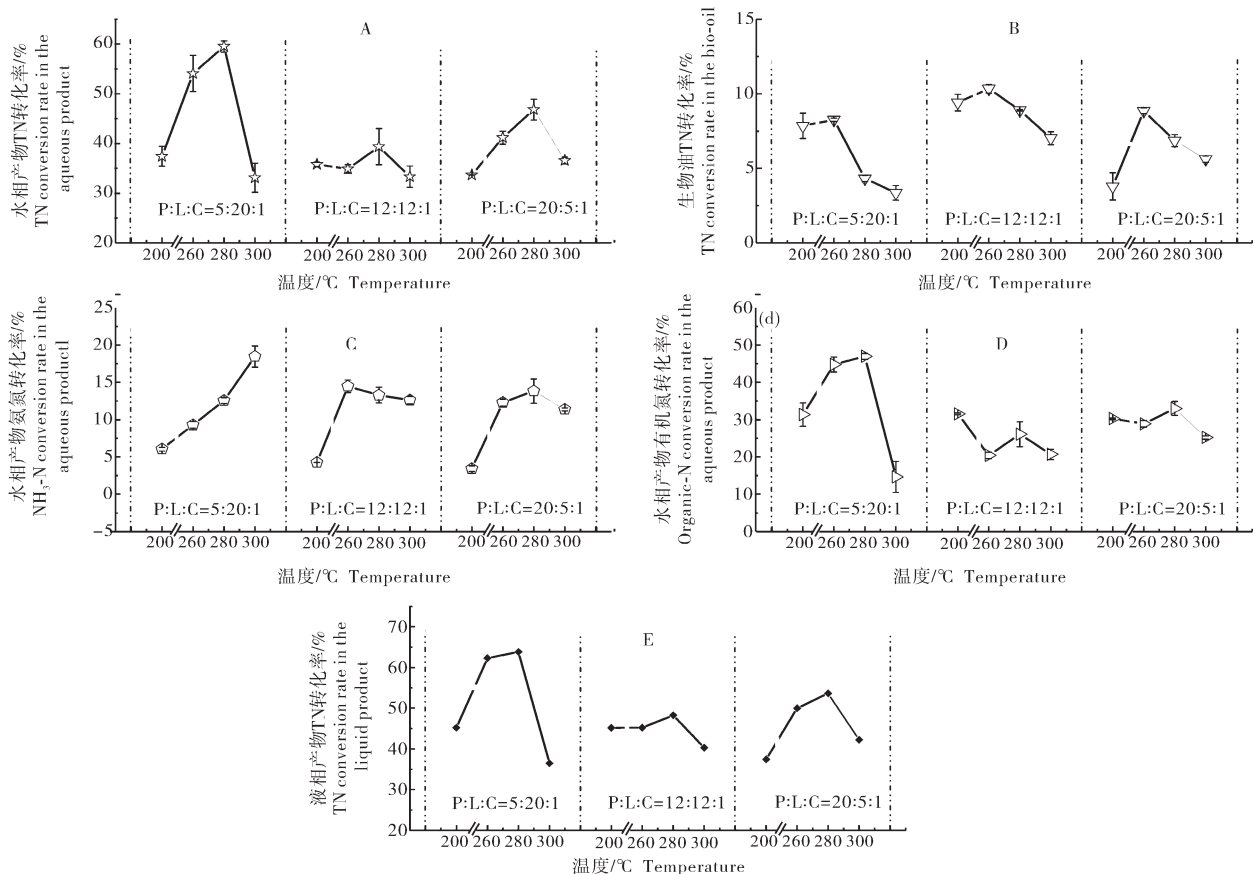 A
水相产物TN转化率/%
TN conversion rate in the
aqueous product
60
50
40
30
20
P:L:C=5:20:1
P:L:C=12:12:1
P:L:C=20:5:1
200 260 280 300
200 260 280 300
200 260 280 300
温度/℃ Temperature
B
生物油TN转化率/%
TN conversion rate in the bio-oil
15
10
5
0
P:L:C=5:20:1
P:L:C=12:12:1
P:L:C=20:5:1
200 260 280 300
200 260 280 300
200 260 280 300
温度/℃ Temperature
C
水相产物氨氮转化率/%
NH3-N conversion rate in the
aqueous productl
25
20
15
10
5
0
−5
P:L:C=5:20:1
P:L:C=12:12:1
P:L:C=20:5:1
200 260 280 300
200 260 280 300
200 260 280 300
温度/℃ Temperature
(d)
D
水相产物有机氮转化率/%
Organic-N conversion rate in the
aqueous product
60
50
40
30
20
10
0
P:L:C=5:20:1
P:L:C=12:12:1
P:L:C=20:5:1
200 260 280 300
200 260 280 300
200 260 280 300
温度/℃ Temperature
E
液相产物TN转化率/%
TN conversion rate in the
liquid product
70
60
50
40
30
20
P:L:C=5:20:1
P:L:C=12:12:1
P:L:C=20:5:1
200 260 280 300
200 260 280 300
200 260 280 300
温度/℃ Temperature